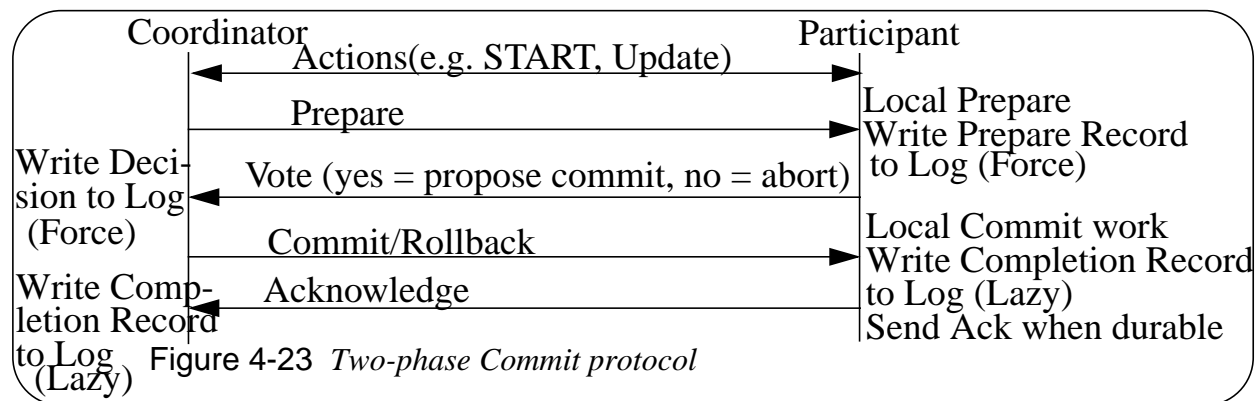 Coordinator
Participant
Actions(e.g. START, Update)
Prepare
Local Prepare
Write Prepare Record
to Log (Force)
Write Deci-
sion to Log
(Force)
Vote (yes = propose commit, no = abort)
Commit/Rollback
Local Commit work
Write Completion Record
to Log (Lazy)
Send Ack when durable
Acknowledge
Write Comp-
letion Record
to Log
(Lazy)
Figure 4-23 Two-phase Commit protocol